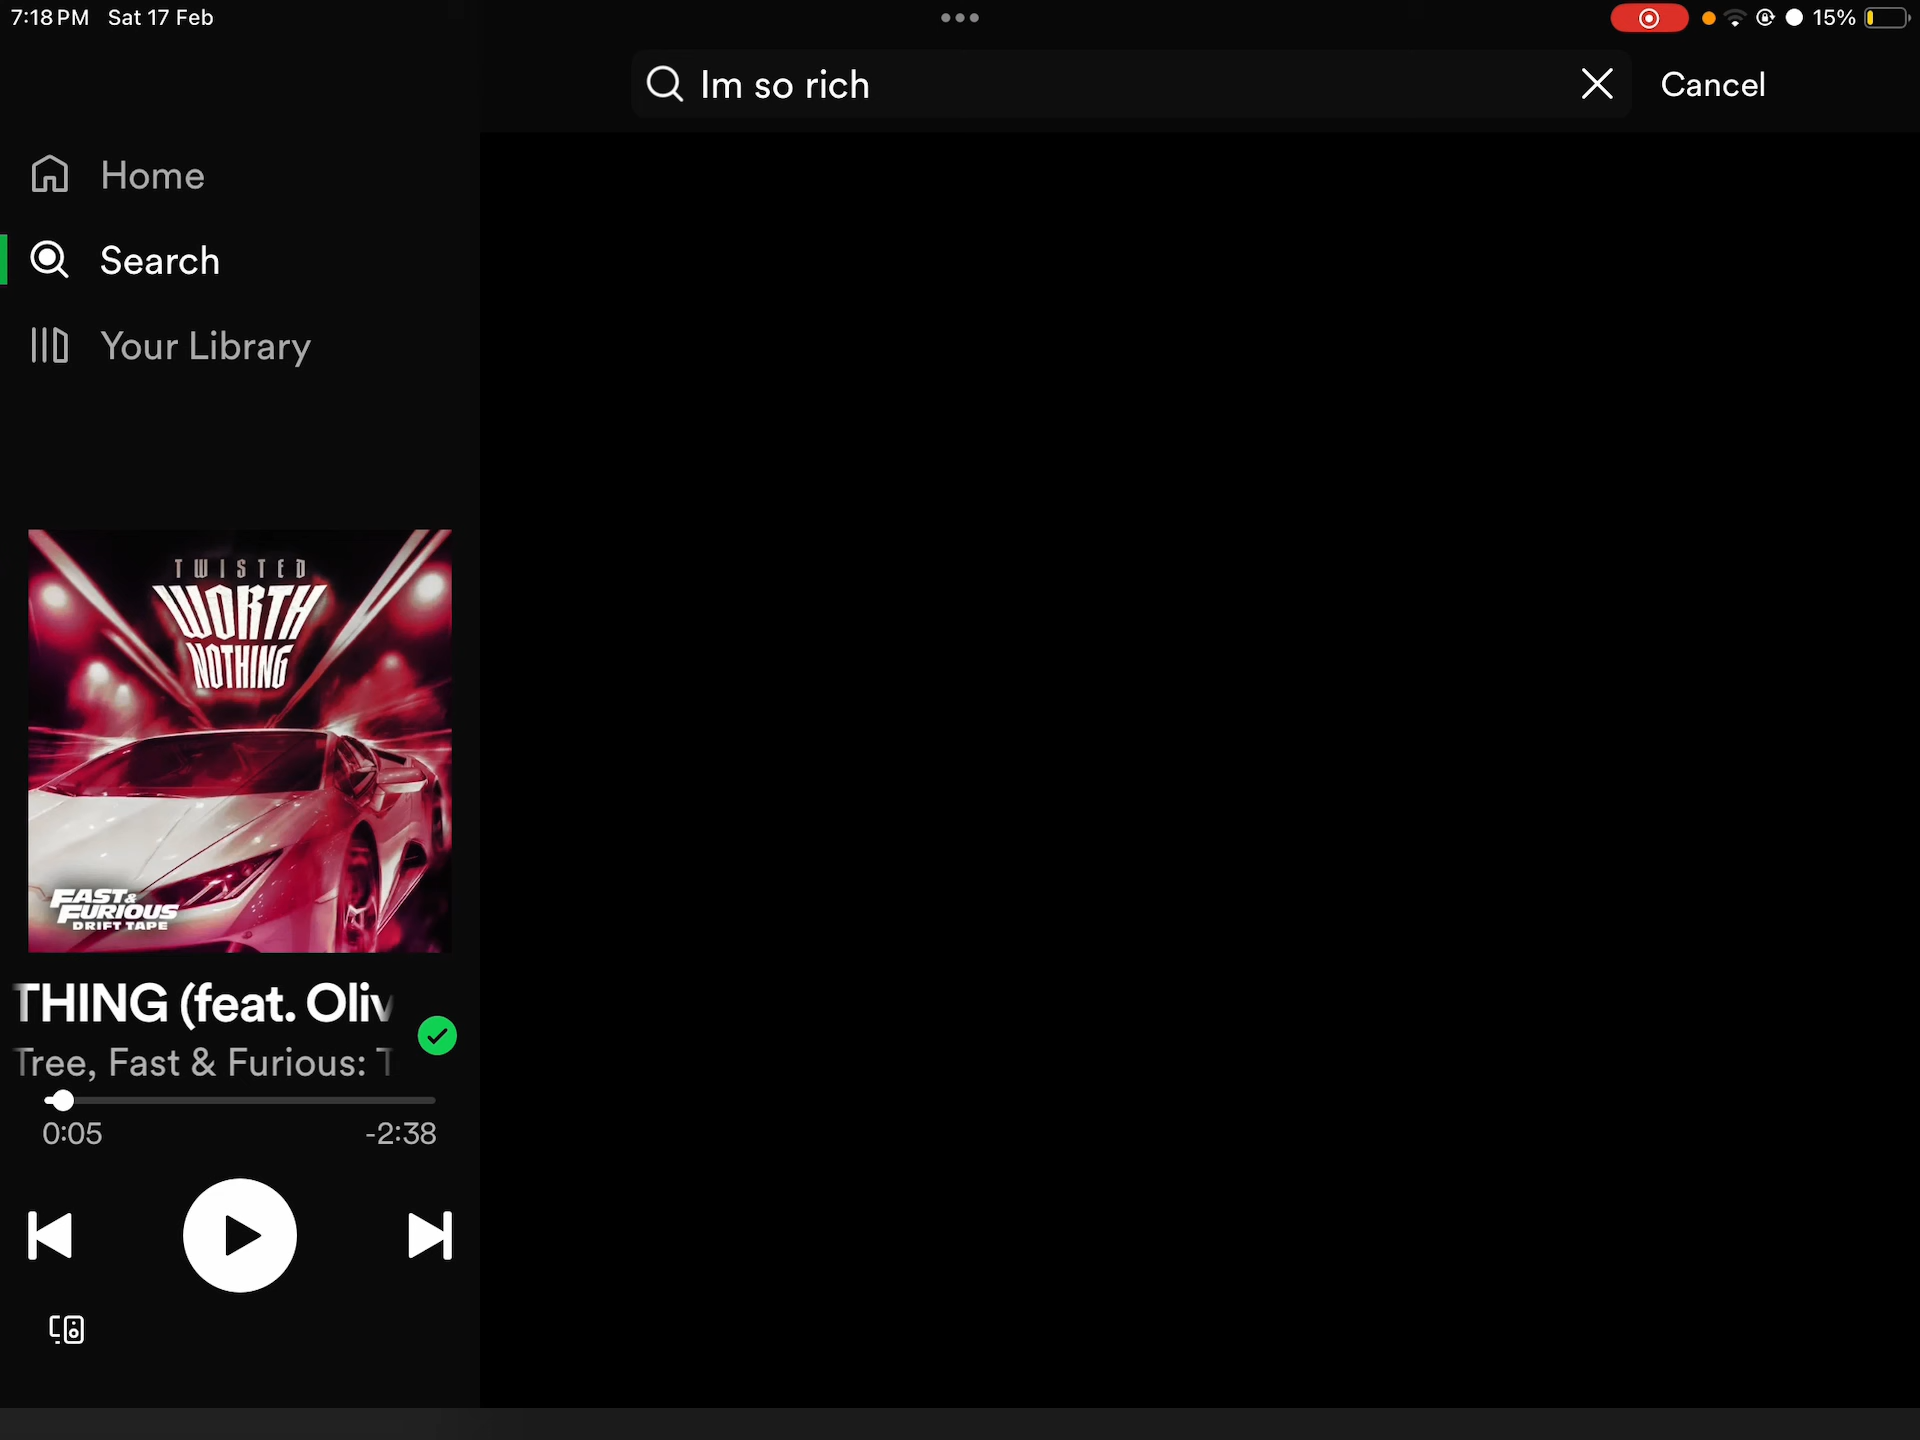 7:18 PM Sat 17 Feb
15%
Im so rich
Cancel
Home
Search
Your Library
TWISTED
WORTH
NOTHING
FAST &
FURIOUS
DRIFT TAPE
THING (feat. Oliv
Tree, Fast & Furious: T
0:05
-2:38